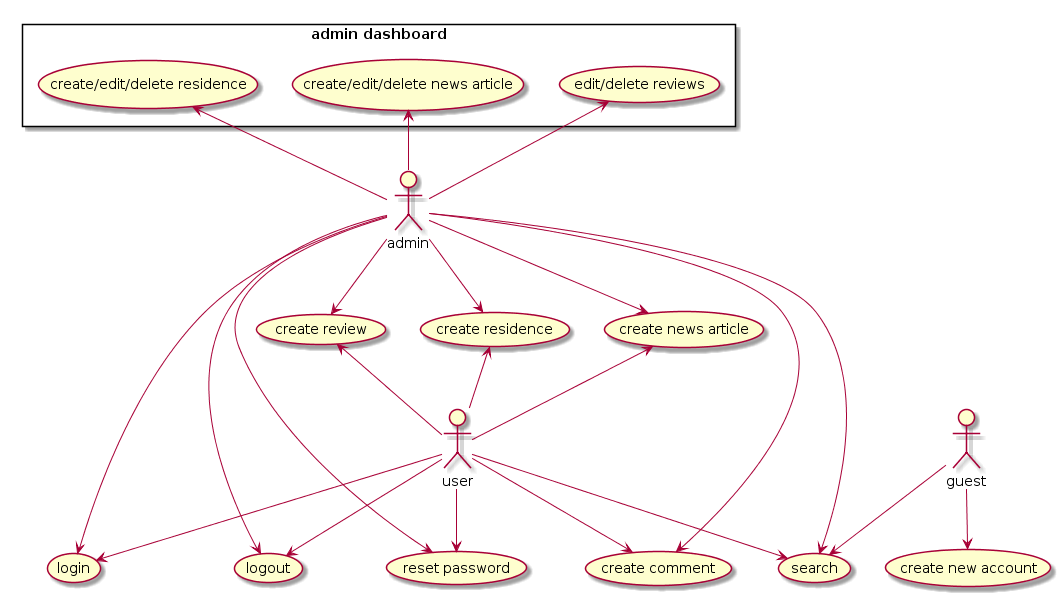 admin dashboard
create/edit/delete residence
create/edit/delete news article
edit/delete reviews
admin
create review
create residence
create news article
user
guest
login
logout
reset password
create comment
search
create new account